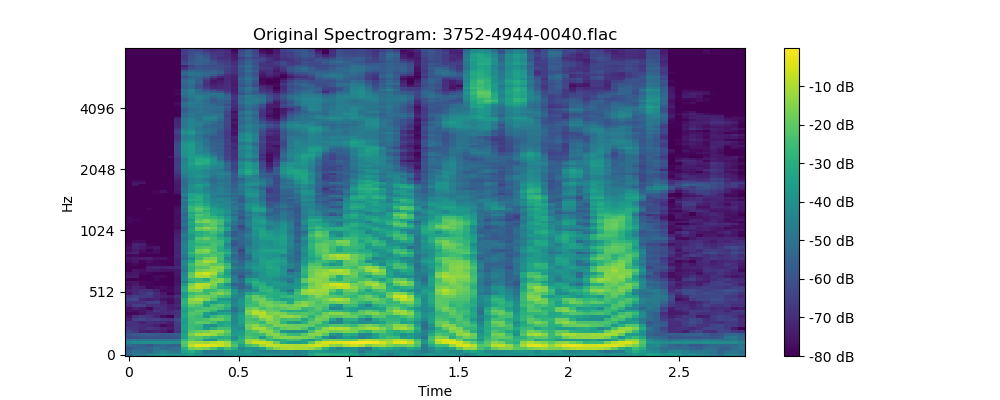 Original Spectrogram: 3752-4944-0040.flac
Hz
4096
2048
1024
512
0
0
0.5
1
1.5
2
2.5
Time
-10 dB
-20 dB
-30 dB
-40 dB
-50 dB
-60 dB
-70 dB
-80 dB